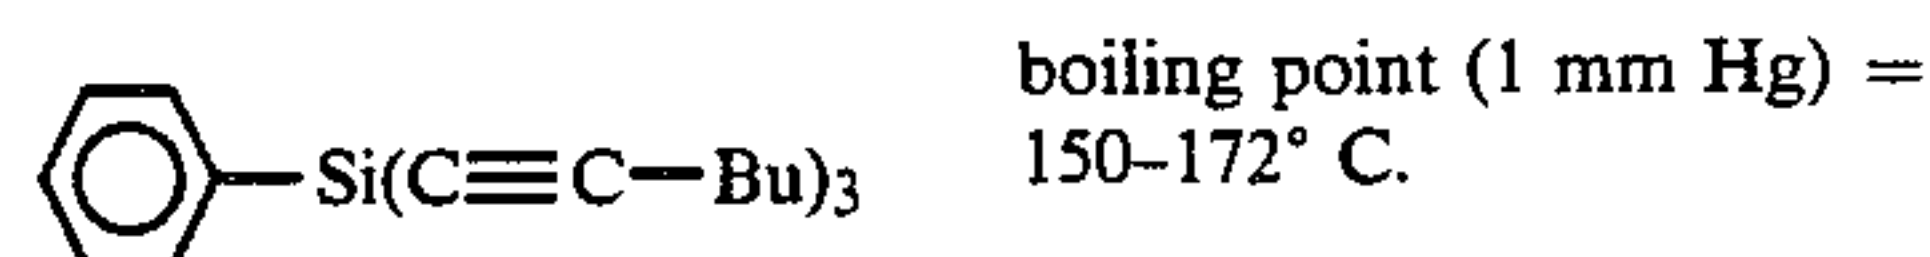 boiling point (1 mm Hg) =
Si(C≡C—Bu)3
150–172° C.